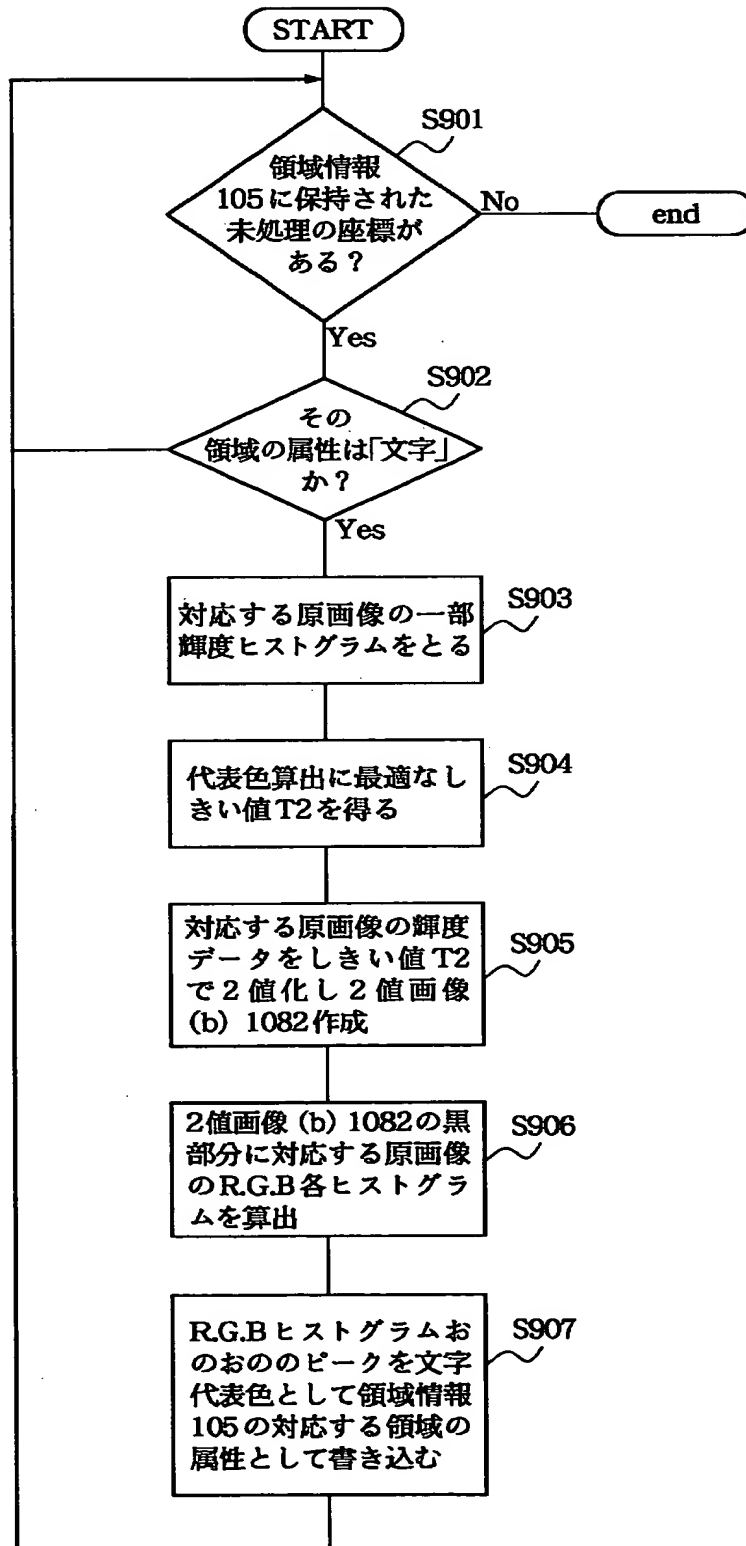 START
S901
領域情報
105に保持された
未処理の座標が
ある?
No
end
Yes
S902
その
領域の属性は「文字」
か?
Yes
対応する原画像の一部
輝度ヒストグラムをとる
S903
代表色算出に最適なし
きい値T2を得る
S904
対応する原画像の輝度
データをしきい値T2
で2値化し2値画像
(b) 1082作成
S905
2値画像 (b) 1082の黒
部分に対応する原画像
のR.G.B各ヒストグラ
ムを算出
S906
R.G.Bヒストグラムお
のおののピークを文字
代表色として領域情報
105の対応する領域の
属性として書き込む
S907